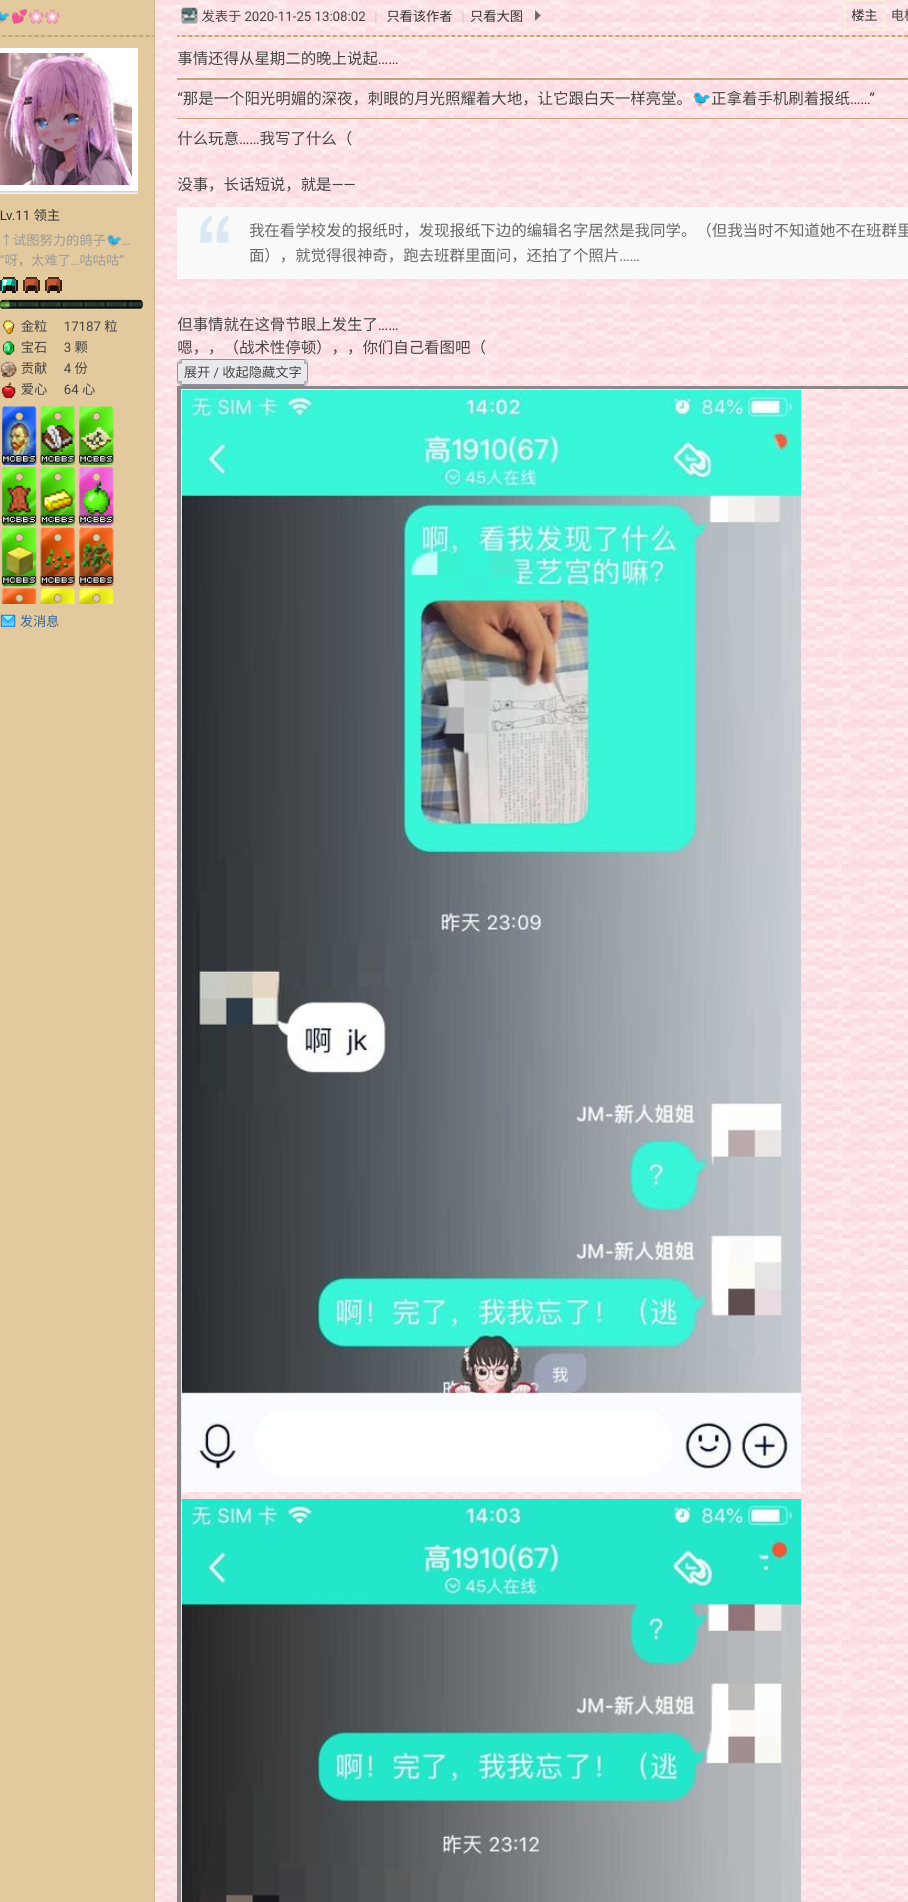 发表于 2020-11-25 13:08:02 | 只看该作者 | 只看大图
楼主
事情还得从星期二的晚上说起……
“那是一个阳光明媚的深夜，刺眼的月光照耀着大地，让它跟白天一样亮堂。🐦正拿着手机刷着报纸……”
什么玩意……我写了什么（
没事，长话短说，就是——
我在看学校发的报纸时，发现报纸下边的编辑名字居然是我同学。（但我当时不知道她不在班群里
面），就觉得很神奇，跑去班群里面问，还拍了个照片……
但事情就在这骨节眼上发生了……
嗯，，（战术性停顿），，你们自己看图吧（
展开 / 收起隐藏文字
Lv.11 领主
↑试图努力的鸽子🐦...
“呀，太难了...咕咕咕”
金粒 17187 粒
宝石 3 颗
贡献 4 份
爱心 64 心
MCBBS MCBBS MCBBS
MCBBS MCBBS MCBBS
MCBBS MCBBS MCBBS
发消息
无 SIM 卡 14:02 84%
高1910(67)
45人在线
啊，看我发现了什么
艺宫的嘛？
昨天 23:09
啊 jk
JM-新人姐姐
？
JM-新人姐姐
啊！完了，我我忘了！（逃
我
无 SIM 卡 14:03 84%
高1910(67)
45人在线
？
JM-新人姐姐
啊！完了，我我忘了！（逃
昨天 23:12